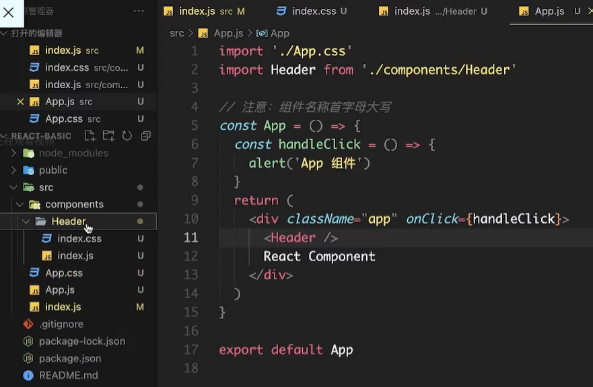 index.js src M
index.css U
index.js .../Header U
App.js U
打开的编辑器
index.js src M
index.css src/co... U
index.js src/com... U
App.js src U
App.css src U
REACT-BASIC
node_modules
public
src
components
Header
index.css U
index.js U
App.css U
App.js U
index.js M
.gitignore
package-lock.json
package.json
README.md
src > App.js > App
1 import './App.css'
2 import Header from './components/Header'
3
4 // 注意：组件名称首字母大写
5 const App = () => {
6 const handleClick = () => {
7 alert('App 组件')
8 }
9 return (
10 <div className="app" onClick={handleClick}>
11 <Header />
12 React Component
13 </div>
14 )
15 }
16
17 export default App
18